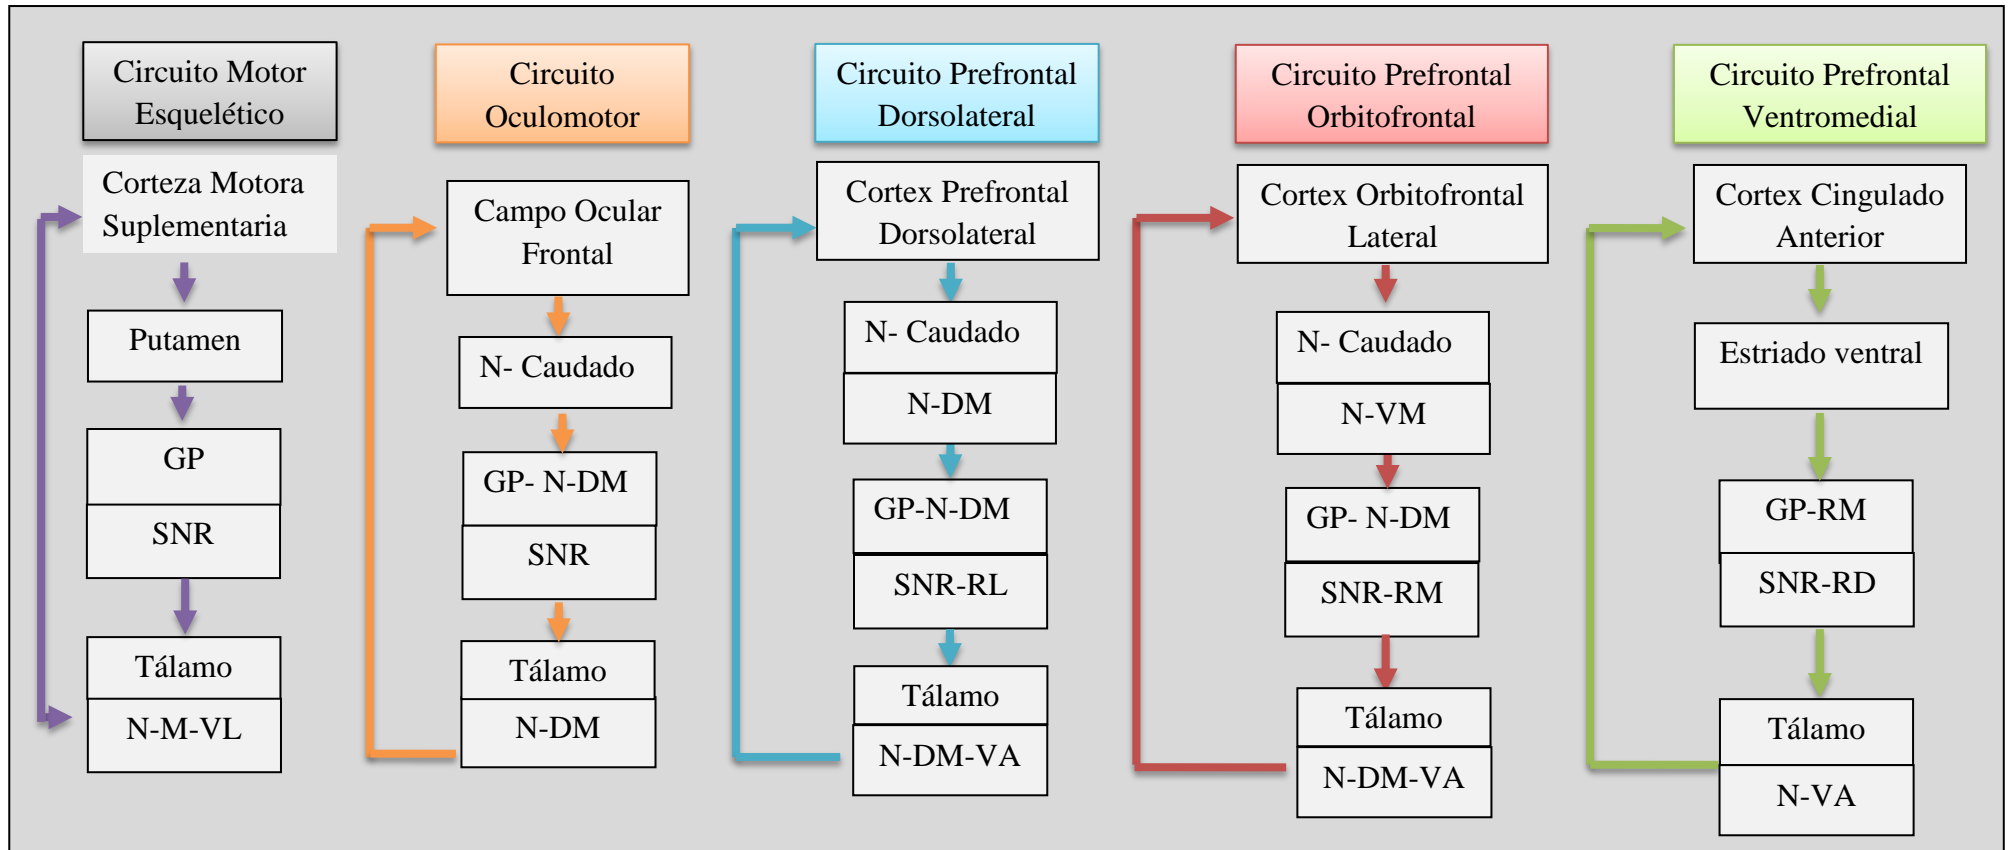 Circuito Motor
Esquelético
Corteza Motora
Suplementaria
Putamen
GP
SNR
Tálamo
N-M-VL
Circuito
Oculomotor
Campo Ocular
Frontal
N- Caudado
GP- N-DM
SNR
Tálamo
N-DM
Circuito Prefrontal
Dorsolateral
Cortex Prefrontal
Dorsolateral
N- Caudado
N-DM
GP-N-DM
SNR-RL
Tálamo
N-DM-VA
Circuito Prefrontal
Orbitofrontal
Cortex Orbitofrontal
Lateral
N- Caudado
N-VM
GP- N-DM
SNR-RM
Tálamo
N-DM-VA
Circuito Prefrontal
Ventromedial
Cortex Cingulado
Anterior
Estriado ventral
GP-RM
SNR-RD
Tálamo
N-VA